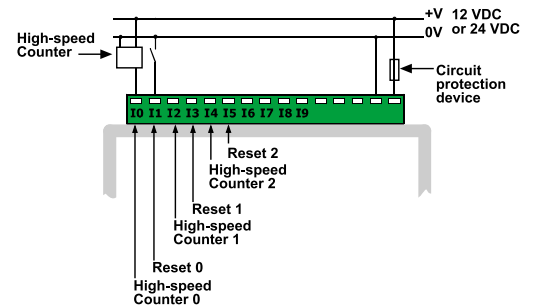 +V 12 VDC
0V or 24 VDC
High-speed
Counter
Circuit
protection
device
I0 I1 I2 I3 I4 I5 I6 I7 I8 I9
Reset 2
High-speed
Counter 2
Reset 1
High-speed
Counter 1
Reset 0
High-speed
Counter 0